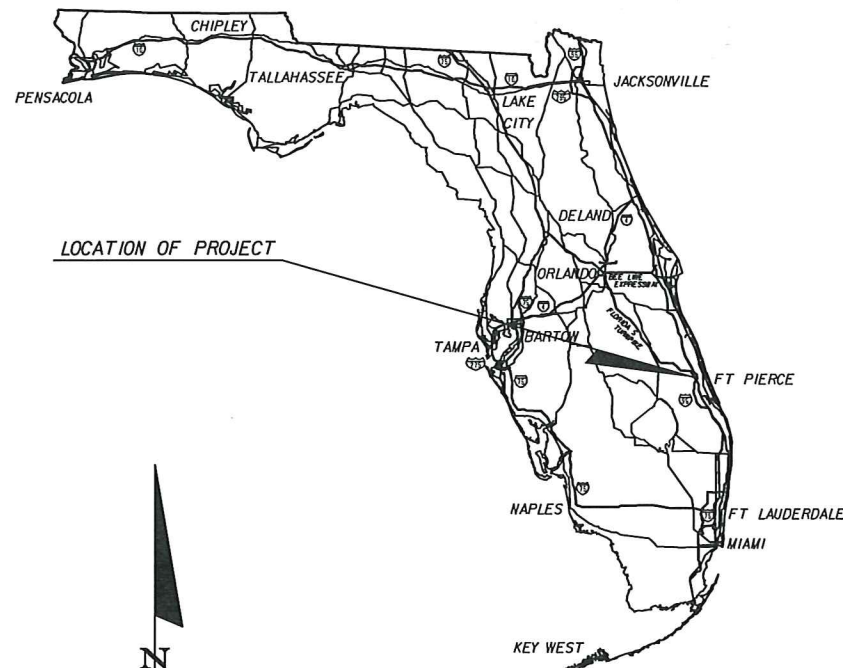 CHIPLEY
PENSACOLA
TALLAHASSEE
LAKE
CITY
JACKSONVILLE
DELAND
LOCATION OF PROJECT
ORLANDO
BEE LINE
EXPRESSWAY
FLORIDA'S
TURNPIKE
TAMPA
BARTOW
FT PIERCE
NAPLES
FT LAUDERDALE
MIAMI
KEY WEST
N